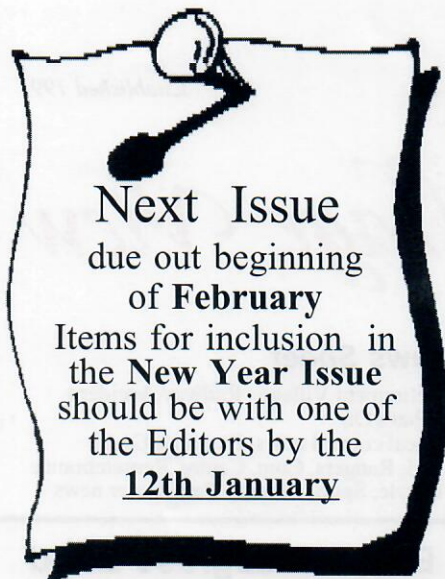 Next Issue
due out beginning
of February
Items for inclusion in
the New Year Issue
should be with one of
the Editors by the
12th January